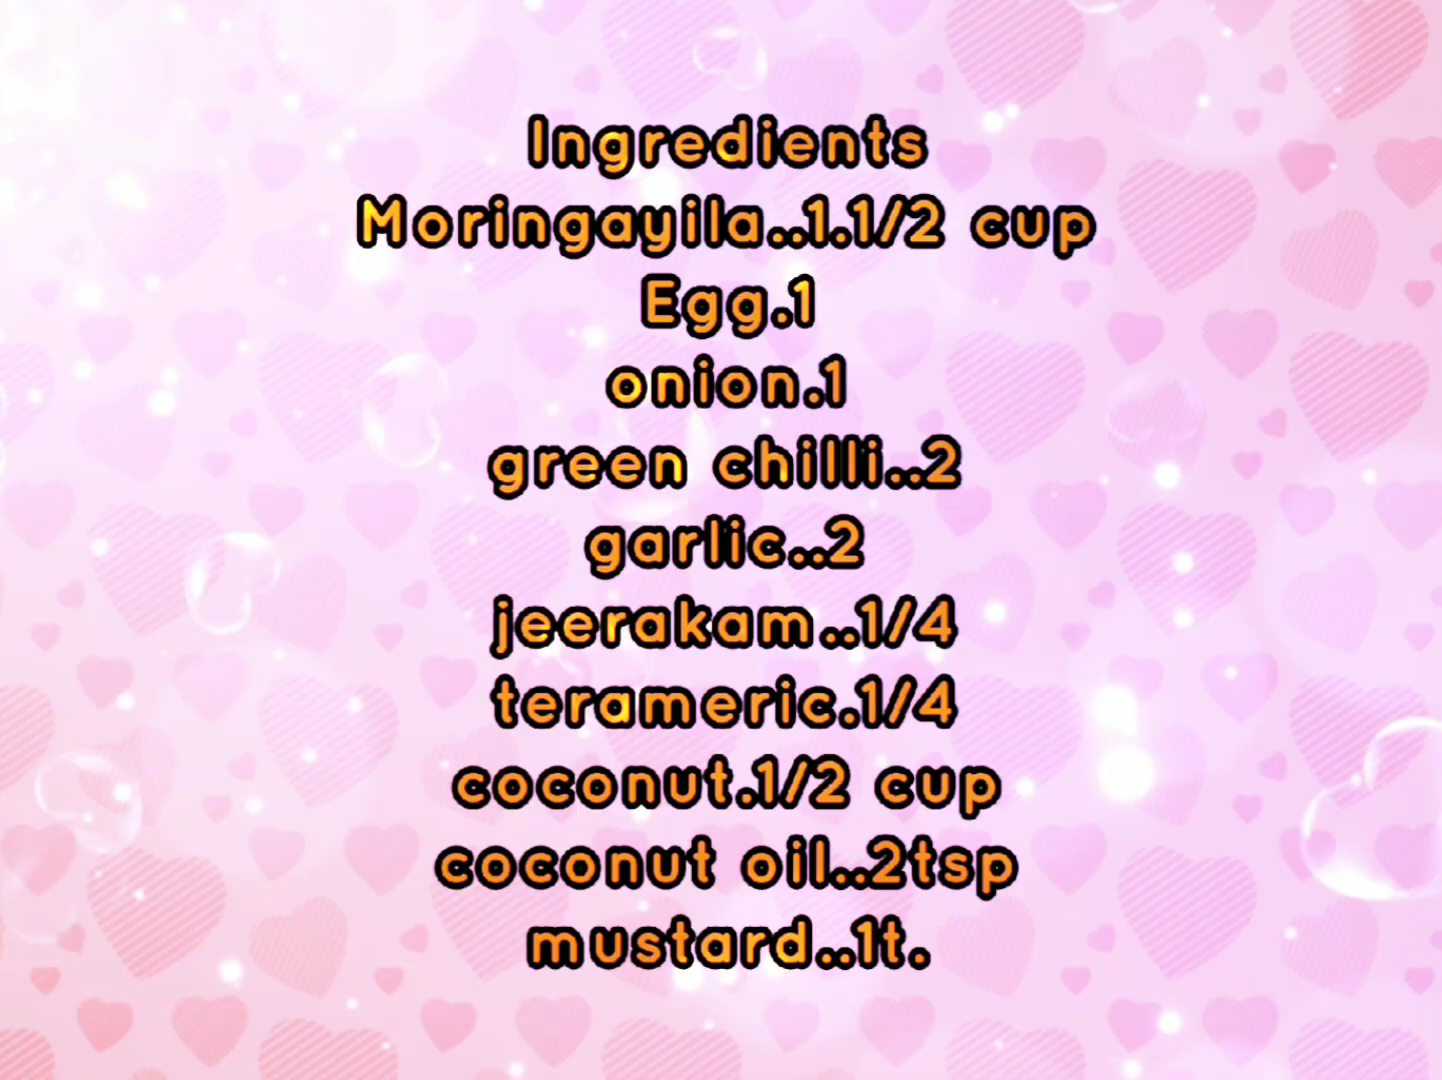 Ingredients
Moringayila..1.1/2 cup
Egg.1
onion.1
green chilli..2
garlic..2
jeerakam..1/4
terameric.1/4
coconut.1/2 cup
coconut oil..2tsp
mustard..1t.